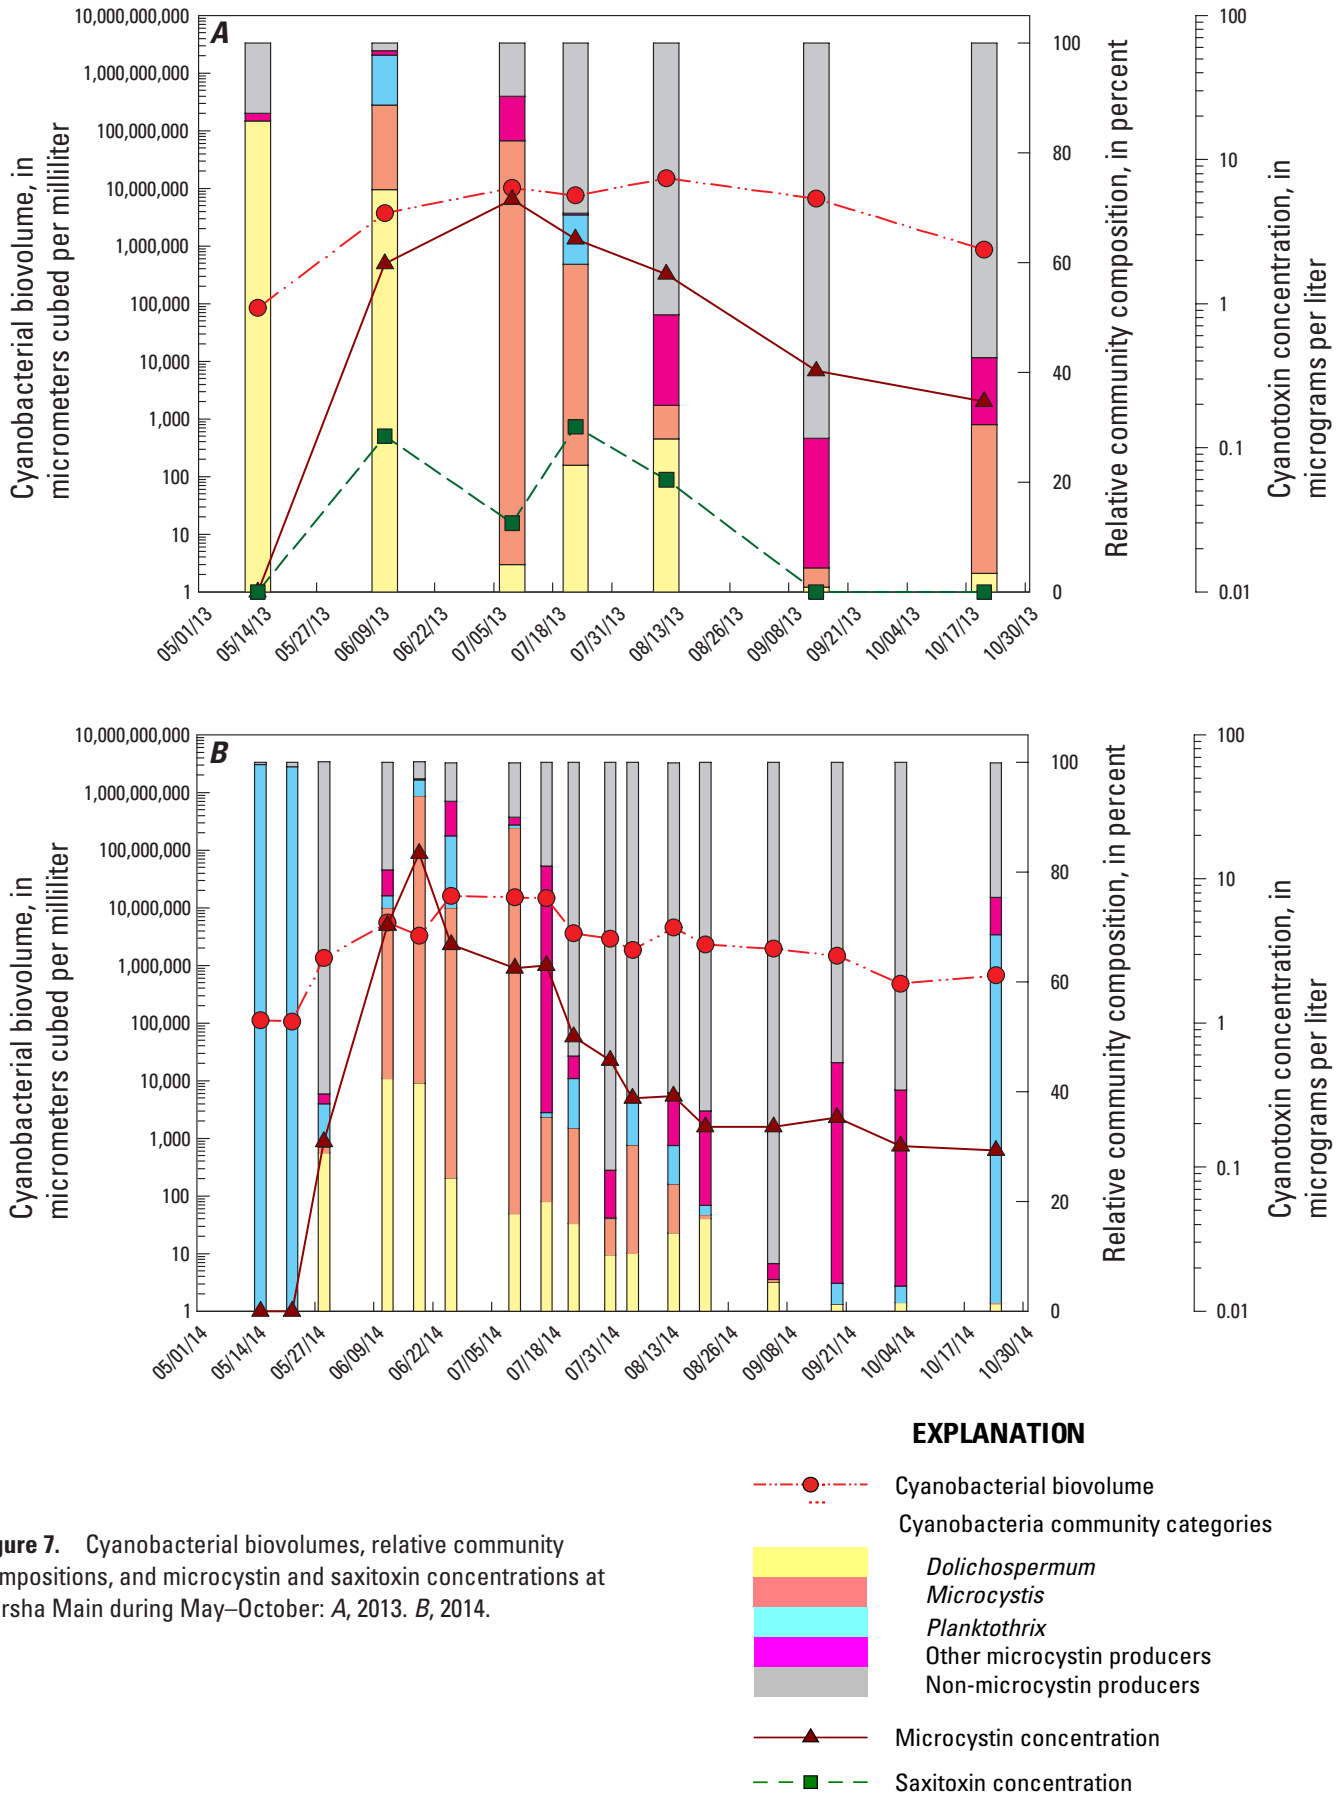 A
Cyanobacterial biovolume, in
micrometers cubed per milliliter
10,000,000,000
1,000,000,000
100,000,000
10,000,000
1,000,000
100,000
10,000
1,000
100
10
1
100
80
60
40
20
0
Relative community composition, in percent
100
10
1
0.1
0.01
Cyanotoxin concentration, in
micrograms per liter
05/01/13
05/14/13
05/27/13
06/09/13
06/22/13
07/05/13
07/18/13
07/31/13
08/13/13
08/26/13
09/08/13
09/21/13
10/04/13
10/17/13
10/30/13
B
Cyanobacterial biovolume, in
micrometers cubed per milliliter
10,000,000,000
1,000,000,000
100,000,000
10,000,000
1,000,000
100,000
10,000
1,000
100
10
1
100
80
60
40
20
0
Relative community composition, in percent
100
10
1
0.1
0.01
Cyanotoxin concentration, in
micrograms per liter
05/01/14
05/14/14
05/27/14
06/09/14
06/22/14
07/05/14
07/18/14
07/31/14
08/13/14
08/26/14
09/08/14
09/21/14
10/04/14
10/17/14
10/30/14
EXPLANATION
Cyanobacterial biovolume
Cyanobacteria community categories
Dolichospermum
Microcystis
Planktothrix
Other microcystin producers
Non-microcystin producers
Microcystin concentration
Saxitoxin concentration
gure 7. Cyanobacterial biovolumes, relative community
mpositions, and microcystin and saxitoxin concentrations at
rsha Main during May–October: A, 2013. B, 2014.